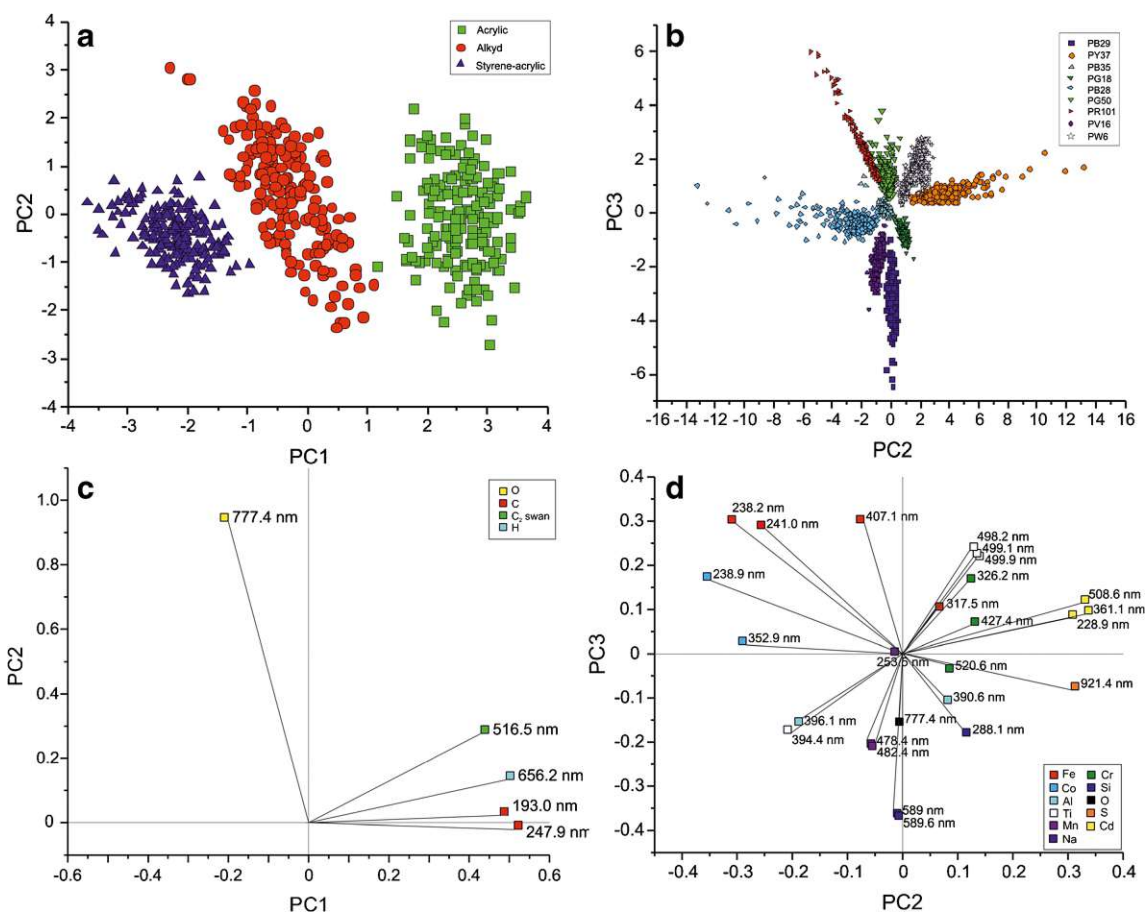 a
Acrylic
Alkyd
Styrene-acrylic
4
3
2
1
0
-1
-2
-3
-4
PC2
-4 -3 -2 -1 0 1 2 3 4
PC1
b
PB29
PY37
PB35
PG18
PB28
PG50
PR101
PV16
PW6
6
4
2
0
-2
-4
-6
PC3
-16 -14 -12 -10 -8 -6 -4 -2 0 2 4 6 8 10 12 14 16
PC2
c
O
C
C₂ swan
H
777.4 nm
516.5 nm
656.2 nm
193.0 nm
247.9 nm
1.0
0.8
0.6
0.4
0.2
0
PC2
-0.6 -0.4 -0.2 0 0.2 0.4 0.6
PC1
d
238.2 nm
241.0 nm
407.1 nm
498.2 nm
499.1 nm
499.9 nm
326.2 nm
238.9 nm
317.5 nm
508.6 nm
361.1 nm
228.9 nm
427.4 nm
352.9 nm
253.5 nm
520.6 nm
921.4 nm
390.6 nm
396.1 nm
394.4 nm
777.4 nm
288.1 nm
478.4 nm
482.4 nm
589 nm
589.6 nm
Fe
Co
Al
Ti
Mn
Na
Cr
Si
O
S
Cd
0.4
0.3
0.2
0.1
0
-0.1
-0.2
-0.3
-0.4
PC3
-0.4 -0.3 -0.2 -0.1 0 0.1 0.2 0.3 0.4
PC2